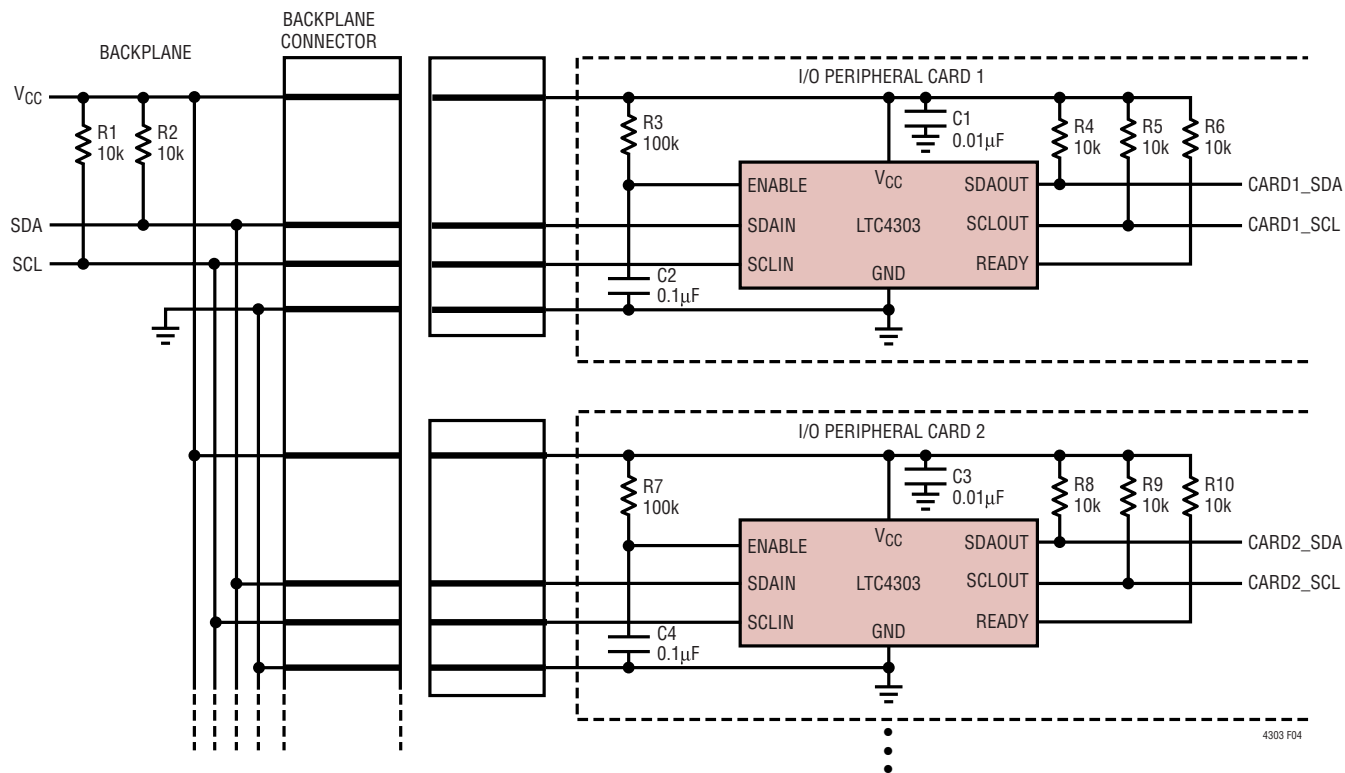 BACKPLANE
BACKPLANE
CONNECTOR
I/O PERIPHERAL CARD 1
VCC
R1
10k
R2
10k
R3
100k
C1
0.01µF
R4
10k
R5
10k
R6
10k
ENABLE
VCC
SDAOUT
CARD1_SDA
SDA
SDAIN
LTC4303
SCLOUT
CARD1_SCL
SCL
SCLIN
GND
READY
C2
0.1µF
I/O PERIPHERAL CARD 2
R7
100k
C3
0.01µF
R8
10k
R9
10k
R10
10k
ENABLE
VCC
SDAOUT
CARD2_SDA
SDAIN
LTC4303
SCLOUT
CARD2_SCL
SCLIN
GND
READY
C4
0.1µF
4303 F04